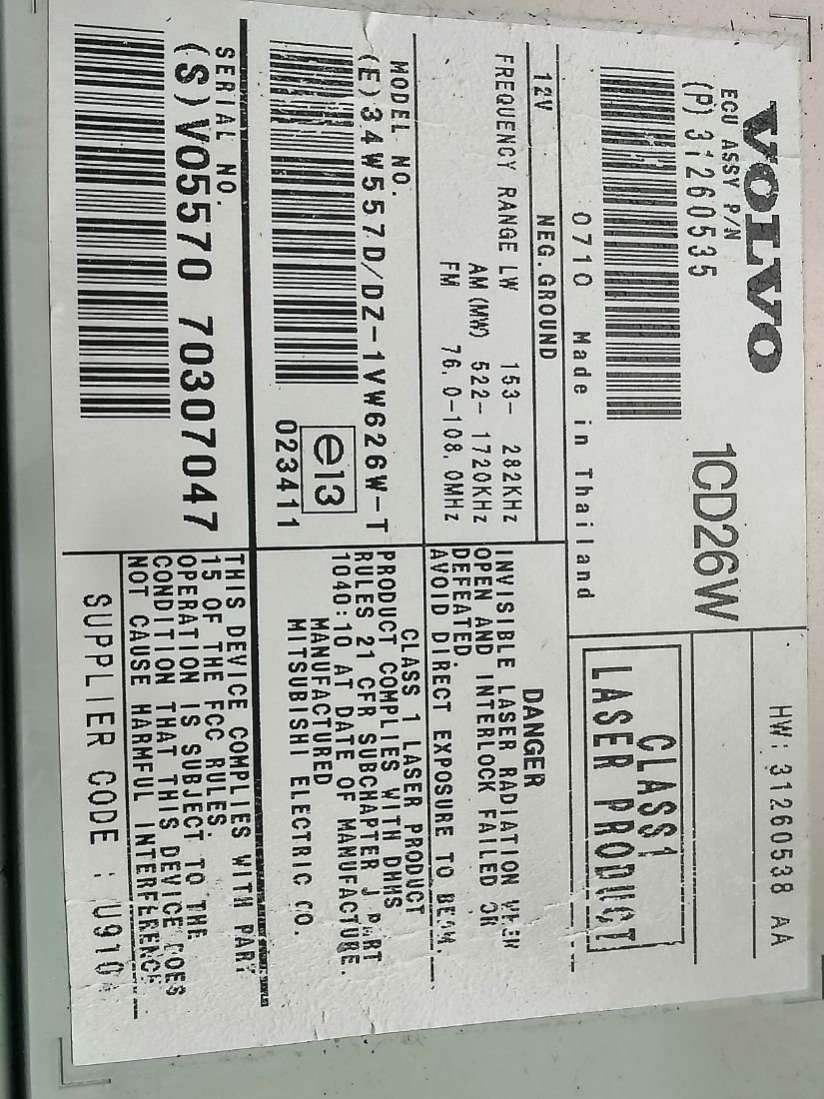 VOLVO
1CD26W
HW: 31260538 AA
ECU ASSY P/N
(P)31260535
CLASS1
LASER PRODUCT
0710 Made in Thailand
12V NEG.GROUND
FREQUENCY RANGE LW 153- 282KHz
AM(MW) 522- 1720KHz
FM 76.0-108.0MHz
DANGER
INVISIBLE LASER RADIATION WHEN
OPEN AND INTERLOCK FAILED OR
DEFEATED.
AVOID DIRECT EXPOSURE TO BEAM.
MODEL NO.
(E)34W557D/DZ-1VW626W-T
e13
023411
CLASS 1 LASER PRODUCT
PRODUCT COMPLIES WITH DHHS
RULES 21 CFR SUBCHAPTER J PART
1040:10 AT DATE OF MANUFACTURE.
MANUFACTURED
MITSUBISHI ELECTRIC CO.
SERIAL NO.
(S)VO5570 70307047
THIS DEVICE COMPLIES WITH PART
15 OF THE FCC RULES.
OPERATION IS SUBJECT TO THE
CONDITION THAT THIS DEVICE DOES
NOT CAUSE HARMFUL INTERFERENCE
SUPPLIER CODE :